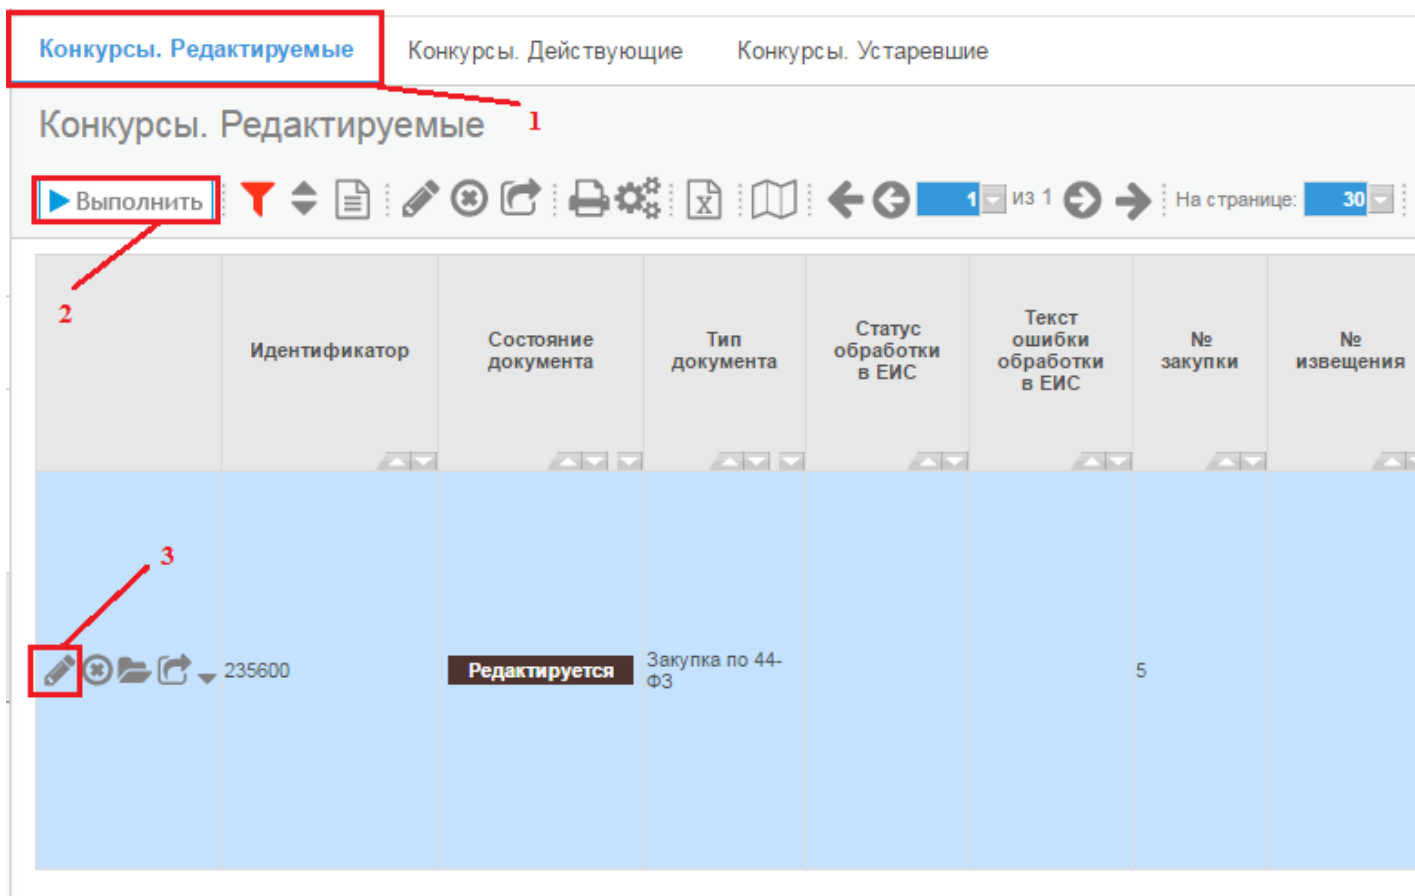 Конкурсы. Редактируемые Конкурсы. Действующие Конкурсы. Устаревшие
Конкурсы. Редактируемые 1
Выполнить 1 из 1 На странице: 30
2
Идентификатор
Состояние
документа
Тип
документа
Статус
обработки
в ЕИС
Текст
ошибки
обработки
в ЕИС
№
закупки
№
извещения
3
235600
Редактируется
Закупка по 44-
ФЗ
5